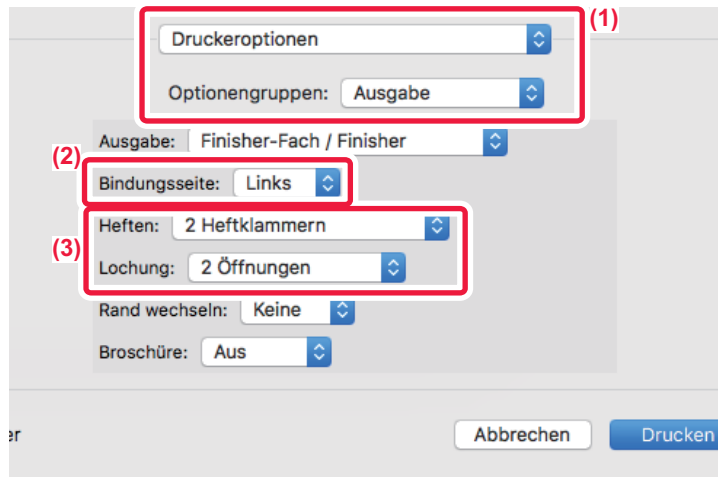 (1)
Druckeroptionen
Optionengruppen: Ausgabe
Ausgabe: Finisher-Fach / Finisher
(2)
Bindungsseite: Links
Heften: 2 Heftklammern
(3)
Lochung: 2 Öffnungen
Rand wechseln: Keine
Broschüre: Aus
er Abbrechen Drucken